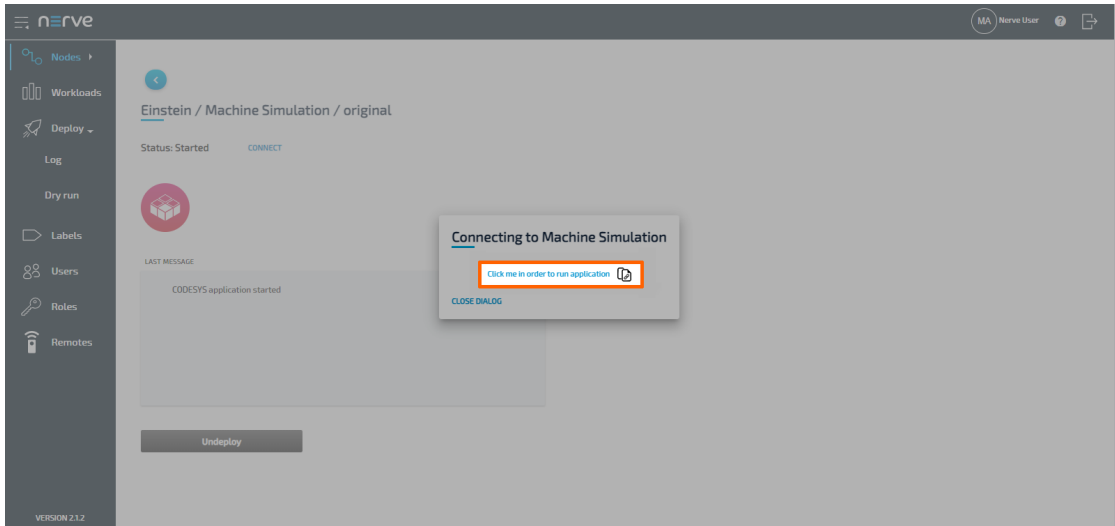 nerve
MA Nerve User
Nodes
Workloads
Deploy
Log
Dry run
Labels
Users
Roles
Remotes
VERSION 2.1.2
Einstein / Machine Simulation / original
Status: Started CONNECT
LAST MESSAGE
CODESYS application started
Undeploy
Connecting to Machine Simulation
Click me in order to run application
CLOSE DIALOG